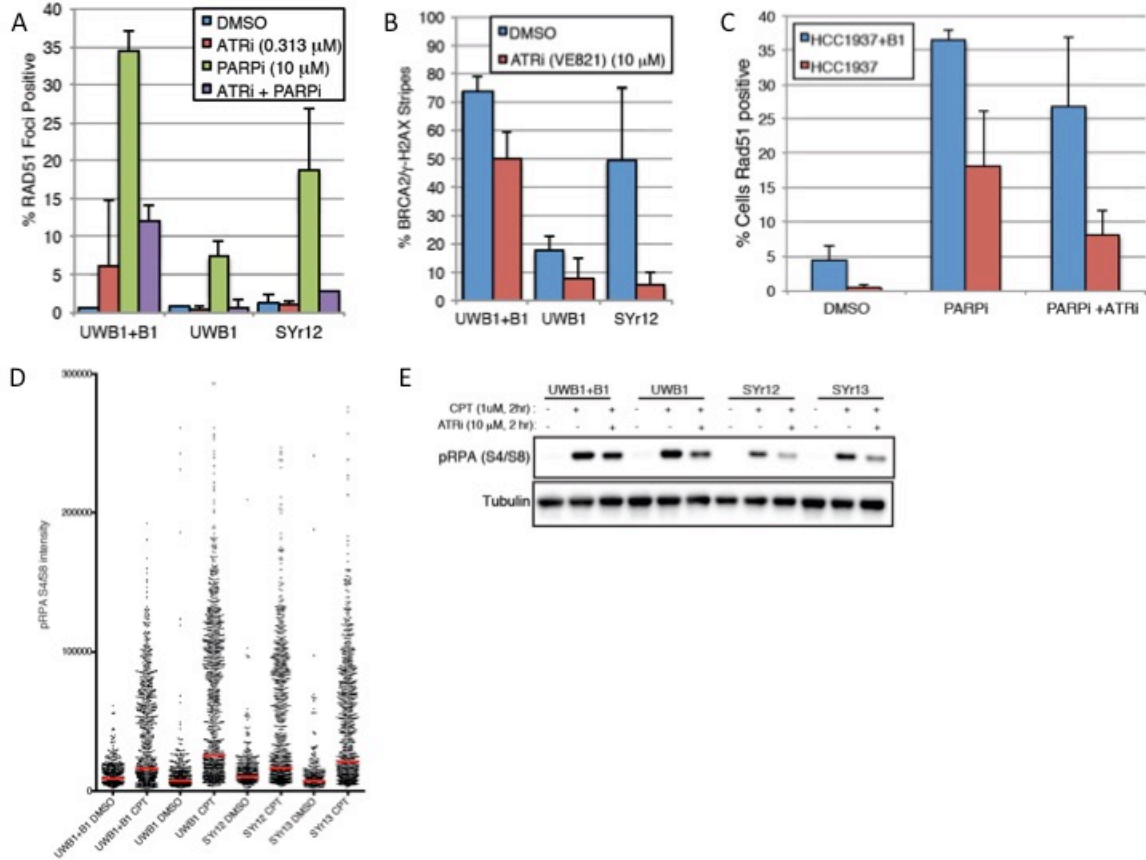 A
% RAD51 Foci Positive
40
35
30
25
20
15
10
5
0
DMSO
ATRi (0.313 μM)
PARPi (10 μM)
ATRi + PARPi
UWB1+B1 UWB1 SYr12
B
% BRCA2/γ-H2AX Stripes
100
90
80
70
60
50
40
30
20
10
0
DMSO
ATRi (VE821) (10 μM)
UWB1+B1 UWB1 SYr12
C
% Cells Rad51 positive
40
35
30
25
20
15
10
5
0
HCC1937+B1
HCC1937
DMSO PARPi PARPi +ATRi
D
pRPA S4/S8 intensity
300000
200000
100000
0
UWB1+B1 DMSO
UWB1+B1 CPT
UWB1 DMSO
UWB1 CPT
SYr12 DMSO
SYr12 CPT
SYr13 DMSO
SYr13 CPT
E
UWB1+B1 UWB1 SYr12 SYr13
CPT (1uM, 2hr) : - + + - + + - + + - + +
ATRi (10 μM, 2 hr) : + + + +
pRPA (S4/S8)
Tubulin